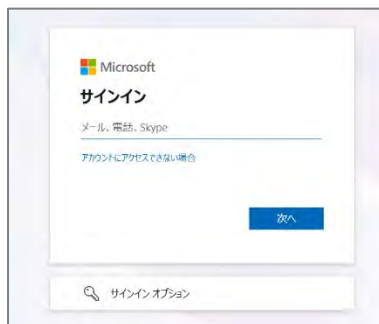 Microsoft
サインイン
メール、電話、Skype
アカウントにアクセスできない場合
次へ
サインイン オプション